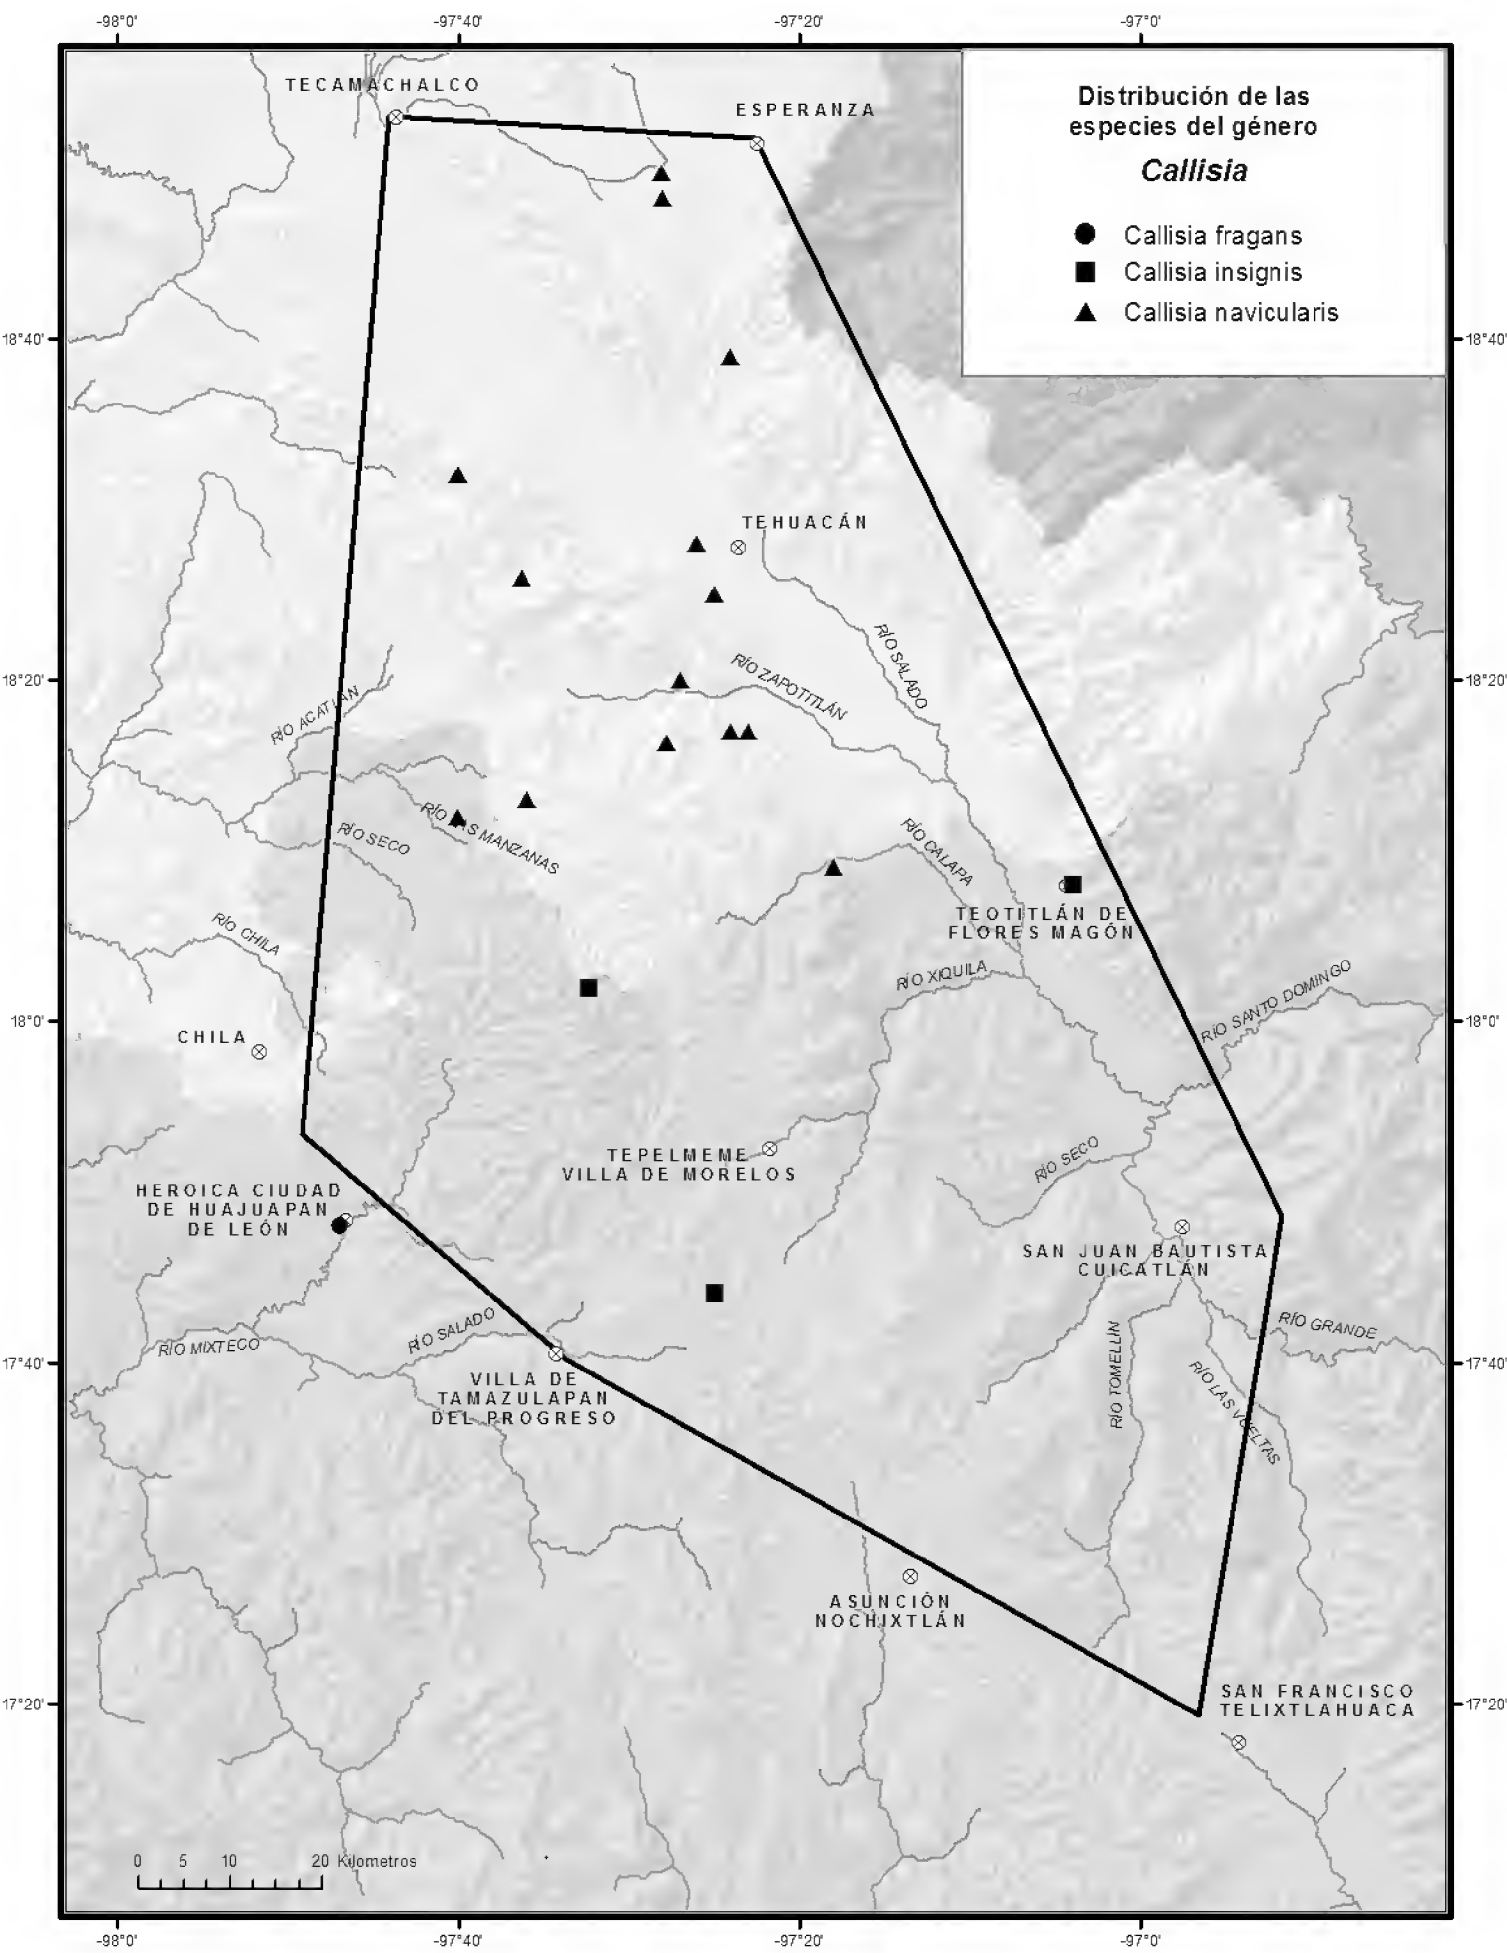 -98°0'
-97°40'
-97°20'
-97°0'
TECAMACHALCO
ESPERANZA
Distribución de las
especies del género
Callisia
Callisia fragans
Callisia insignis
Callisia navicularis
18°40'
18°40'
TEHUACÁN
RÍO SALADO
RÍO ZAPOTITLÁN
18°20'
18°20'
RÍO ACATLÁN
RÍO LAS MANZANAS
RÍO SECO
RÍO CALAPA
TEOTITLÁN DE
FLORES MAGÓN
RÍO CHILA
RÍO XIQUILA
RÍO SANTO DOMINGO
18°0'
18°0'
CHILA
TEPELMEME
VILLA DE MORELOS
RÍO SECO
HEROICA CIUDAD
DE HUAJUAPAN
DE LEÓN
SAN JUAN BAUTISTA
CUICATLÁN
RÍO MIXTECO
RÍO SALADO
RÍO GRANDE
17°40'
17°40'
VILLA DE
TAMAZULAPAN
DEL PROGRESO
RÍO TOMELLÍN
RÍO LAS VUELTAS
ASUNCIÓN
NOCHIXTLÁN
17°20'
17°20'
SAN FRANCISCO
TELIXTLAHUACA
0 5 10 20 Kilometros
-98°0'
-97°40'
-97°20'
-97°0'